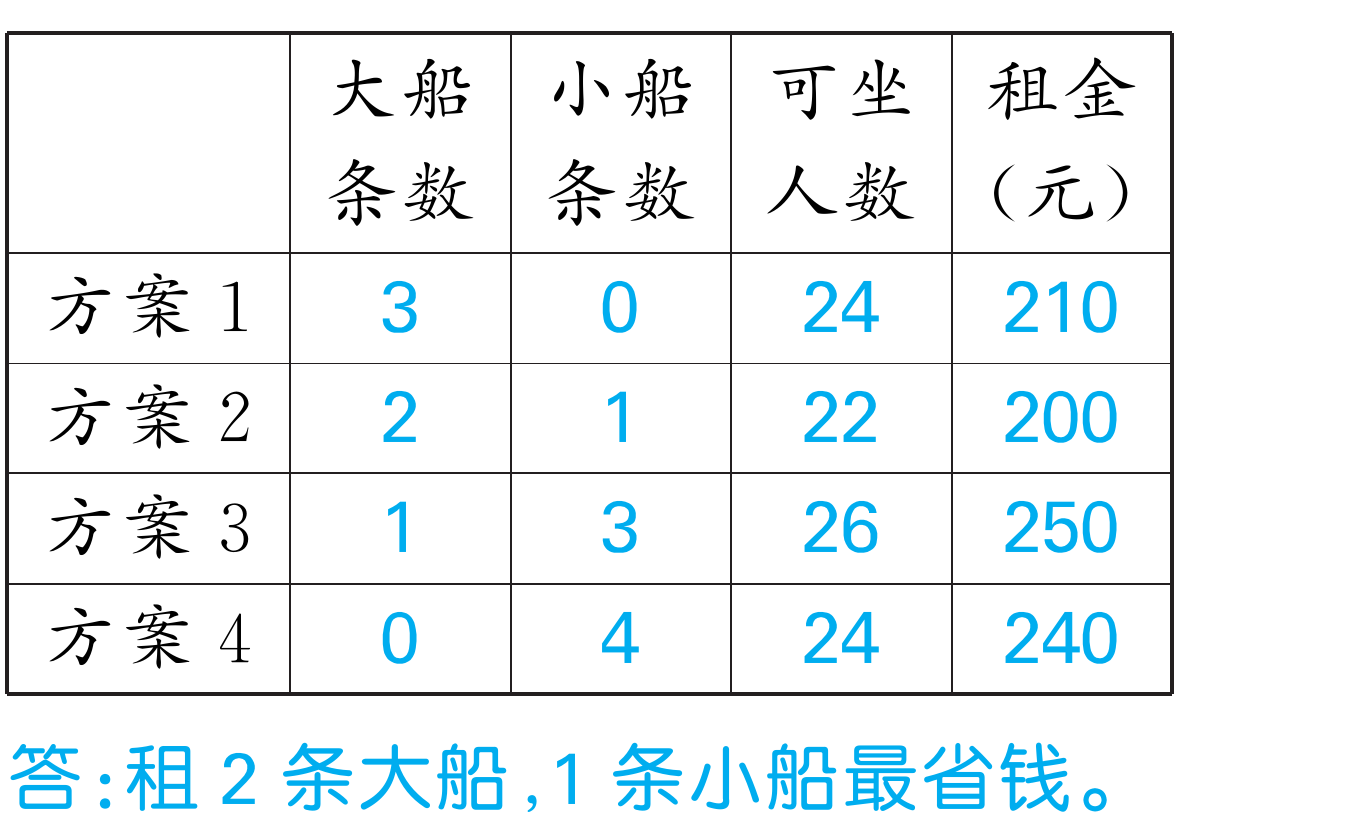 大船条数 小船条数 可坐人数 租金（元）
方案 1 3 0 24 210
方案 2 2 1 22 200
方案 3 1 3 26 250
方案 4 0 4 24 240
答:租 2 条大船,1 条小船最省钱。